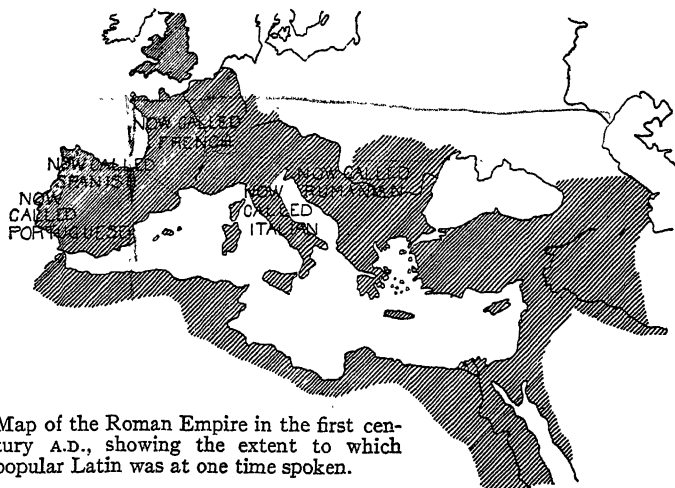 NOW CALLED
FRENCH
NOW CALLED
SPANISH
NOW
CALLED
PORTUGUESE
NOW CALLED
RUMANIAN
NOW
CALLED
ITALIAN
Map of the Roman Empire in the first cen-
tury A.D., showing the extent to which
popular Latin was at one time spoken.